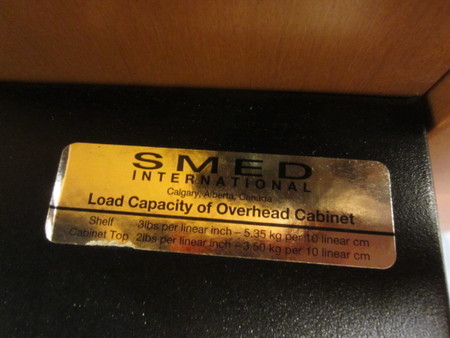 SMED
INTERNATIONAL
Calgary, Alberta, Canada
Load Capacity of Overhead Cabinet
Shelf 3lbs per linear inch – 5.35 kg per 10 linear cm
Cabinet Top 2lbs per linear inch – 3.50 kg per 10 linear cm